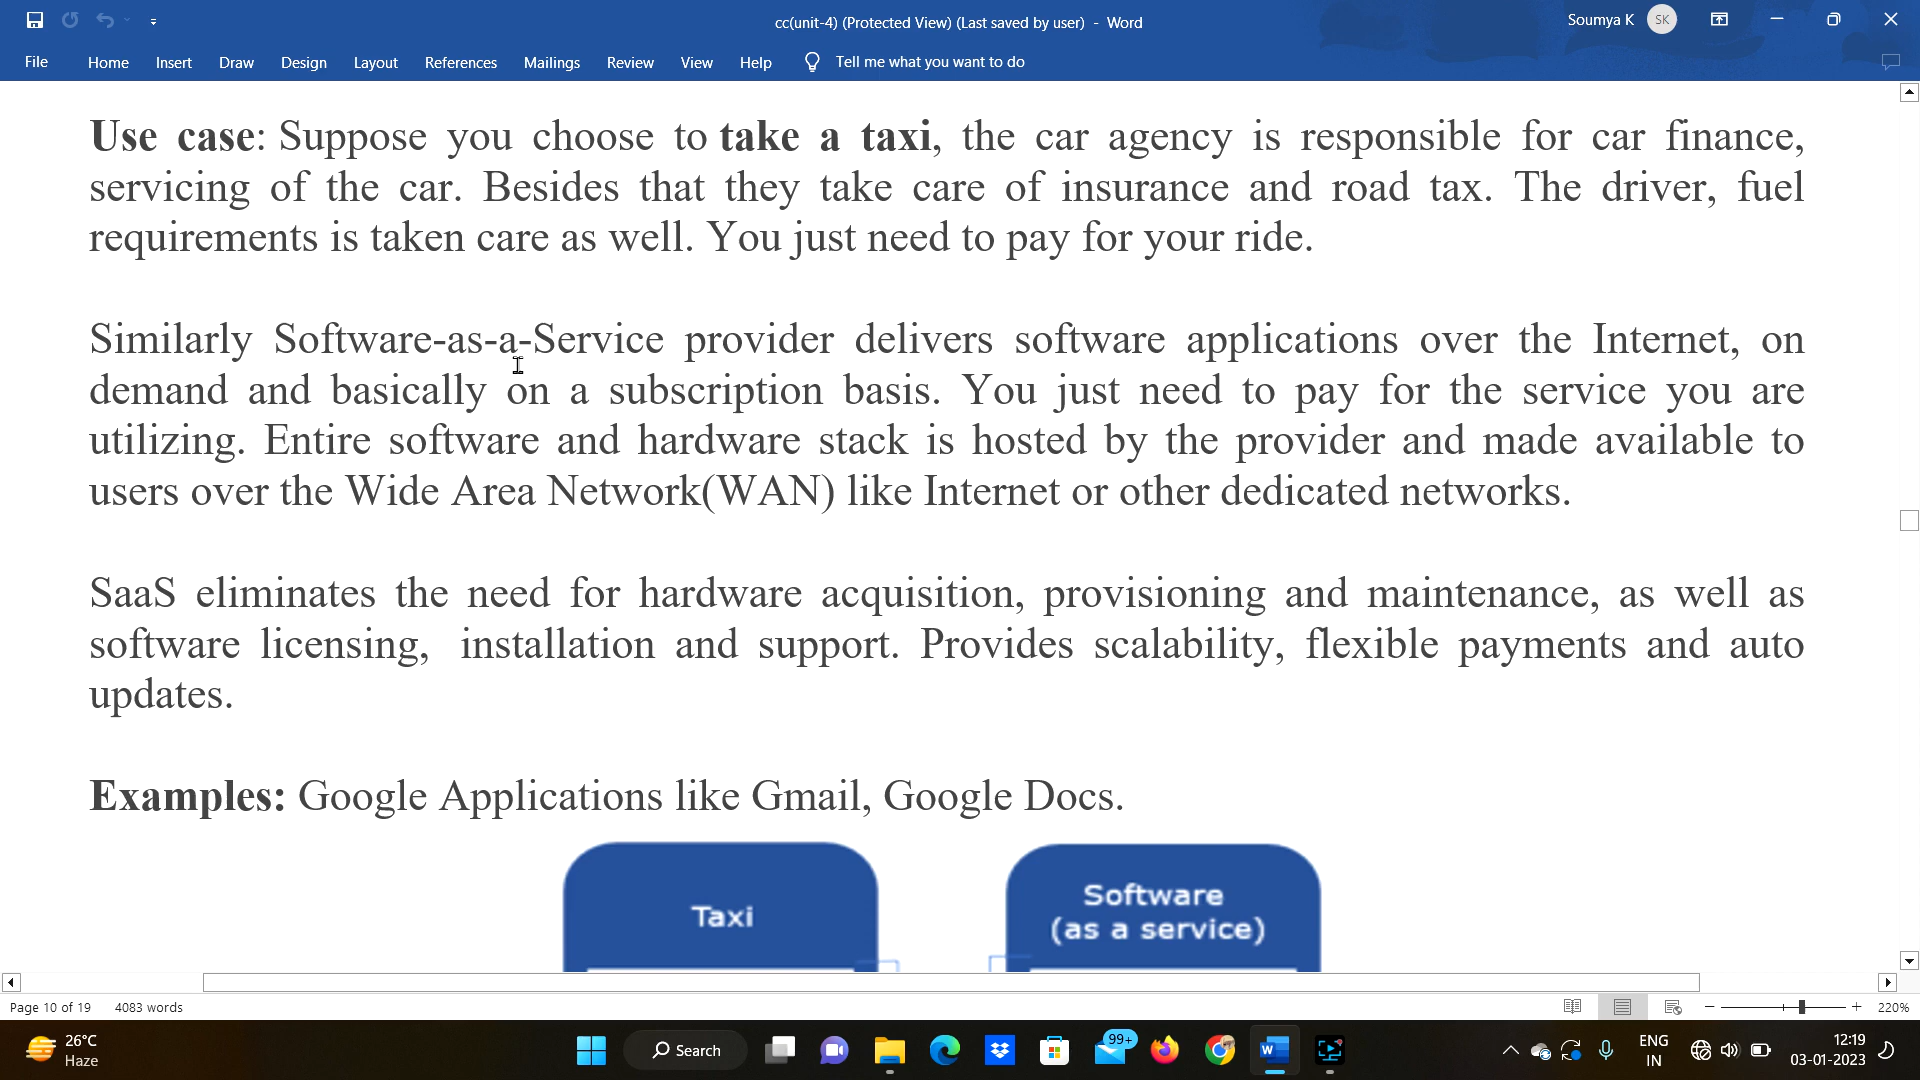 cc(unit-4) (Protected View) (Last saved by user) - Word
Soumya K
SK
File Home Insert Draw Design Layout References Mailings Review View Help Tell me what you want to do
Use case: Suppose you choose to take a taxi, the car agency is responsible for car finance,
servicing of the car. Besides that they take care of insurance and road tax. The driver, fuel
requirements is taken care as well. You just need to pay for your ride.
Similarly Software-as-a-Service provider delivers software applications over the Internet, on
demand and basically on a subscription basis. You just need to pay for the service you are
utilizing. Entire software and hardware stack is hosted by the provider and made available to
users over the Wide Area Network(WAN) like Internet or other dedicated networks.
SaaS eliminates the need for hardware acquisition, provisioning and maintenance, as well as
software licensing, installation and support. Provides scalability, flexible payments and auto
updates.
Examples: Google Applications like Gmail, Google Docs.
Taxi
Software
(as a service)
Page 10 of 19 4083 words
220%
26°C
Haze
Search
99+
ENG
IN
12:19
03-01-2023